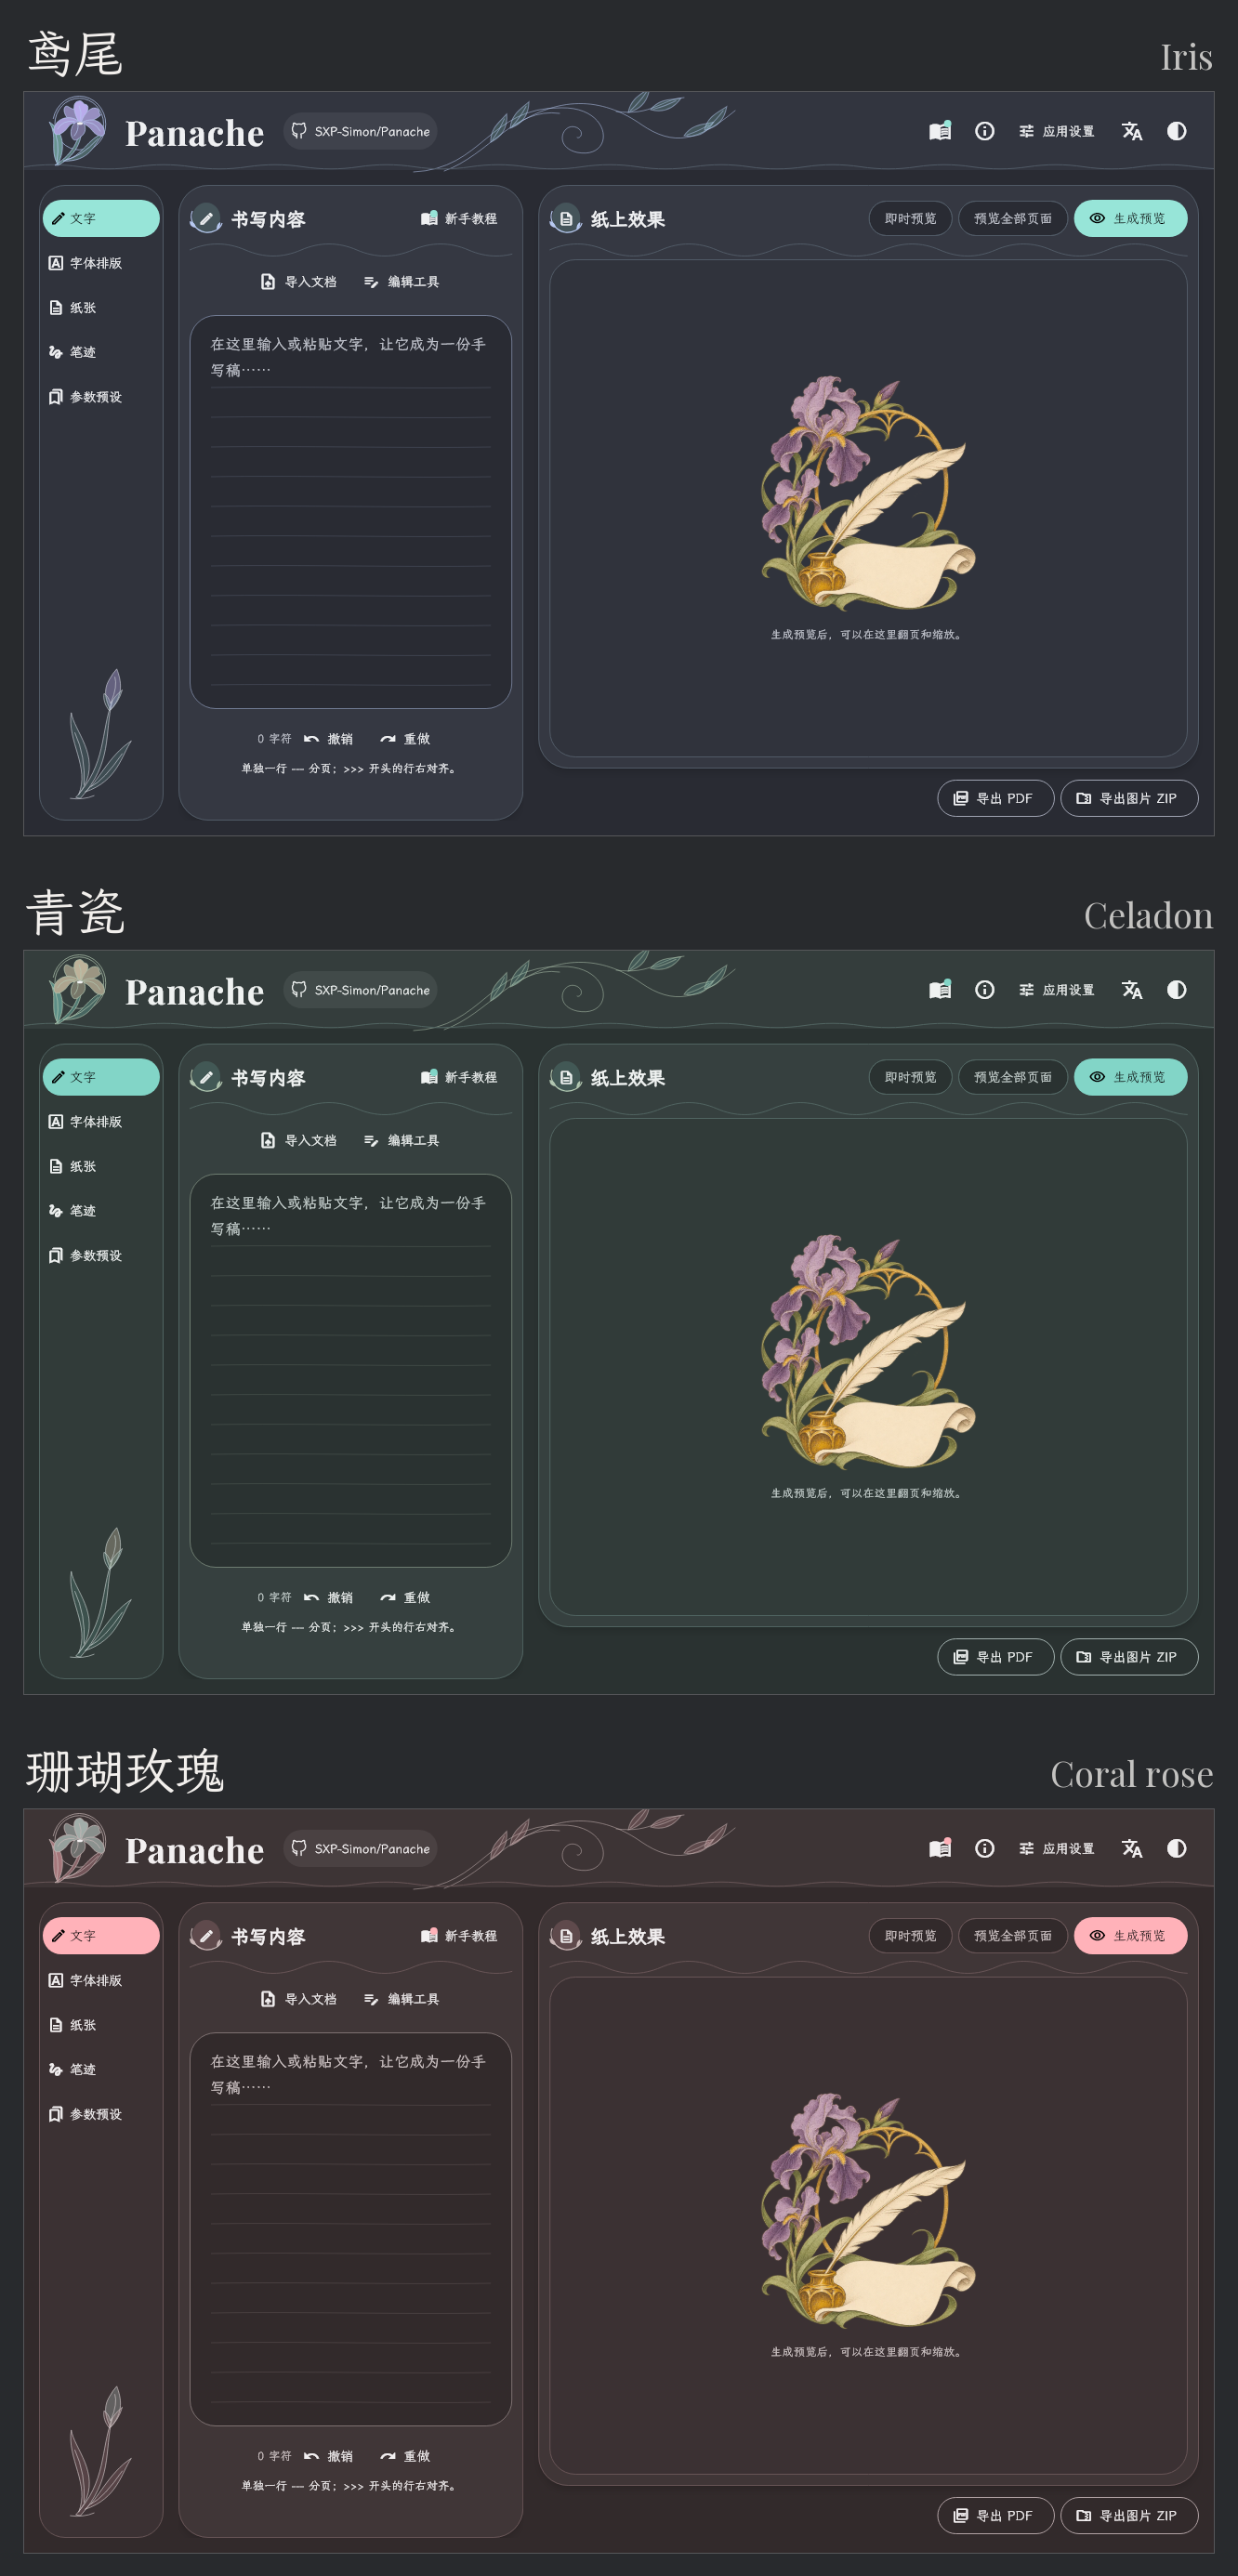 鸢尾
Iris
Panache
SXP-Simon/Panache
应用设置
文字
字体排版
纸张
笔迹
参数预设
书写内容
新手教程
导入文档
编辑工具
在这里输入或粘贴文字，让它成为一份手
写稿……
0 字符
撤销
重做
单独一行 --- 分页；>>> 开头的行右对齐。
纸上效果
即时预览
预览全部页面
生成预览
生成预览后，可以在这里翻页和缩放。
导出 PDF
导出图片 ZIP
青瓷
Celadon
Panache
SXP-Simon/Panache
应用设置
文字
字体排版
纸张
笔迹
参数预设
书写内容
新手教程
导入文档
编辑工具
在这里输入或粘贴文字，让它成为一份手
写稿……
0 字符
撤销
重做
单独一行 --- 分页；>>> 开头的行右对齐。
纸上效果
即时预览
预览全部页面
生成预览
生成预览后，可以在这里翻页和缩放。
导出 PDF
导出图片 ZIP
珊瑚玫瑰
Coral rose
Panache
SXP-Simon/Panache
应用设置
文字
字体排版
纸张
笔迹
参数预设
书写内容
新手教程
导入文档
编辑工具
在这里输入或粘贴文字，让它成为一份手
写稿……
0 字符
撤销
重做
单独一行 --- 分页；>>> 开头的行右对齐。
纸上效果
即时预览
预览全部页面
生成预览
生成预览后，可以在这里翻页和缩放。
导出 PDF
导出图片 ZIP